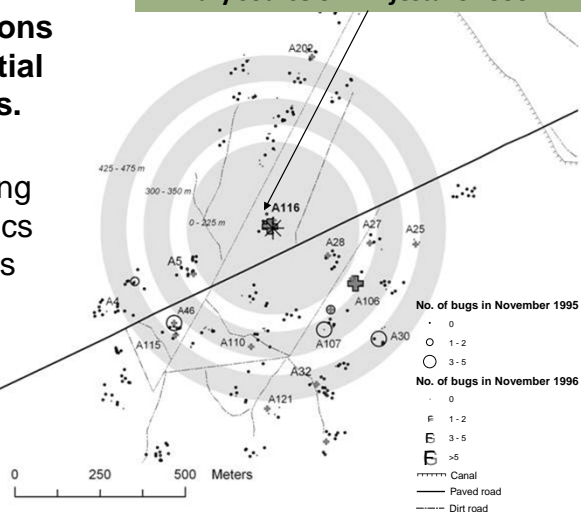 ons
tial
s.
ng
cs
s
A202
425 - 475 m
300 - 350 m
0 - 225 m
A116
A27
A25
A28
A5
A4
A106
A46
A115
A110
A107
A30
A32
A121
No. of bugs in November 1995
0
1 - 2
3 - 5
No. of bugs in November 1996
0
1 - 2
3 - 5
>5
Canal
Paved road
Dirt road
0 250 500 Meters